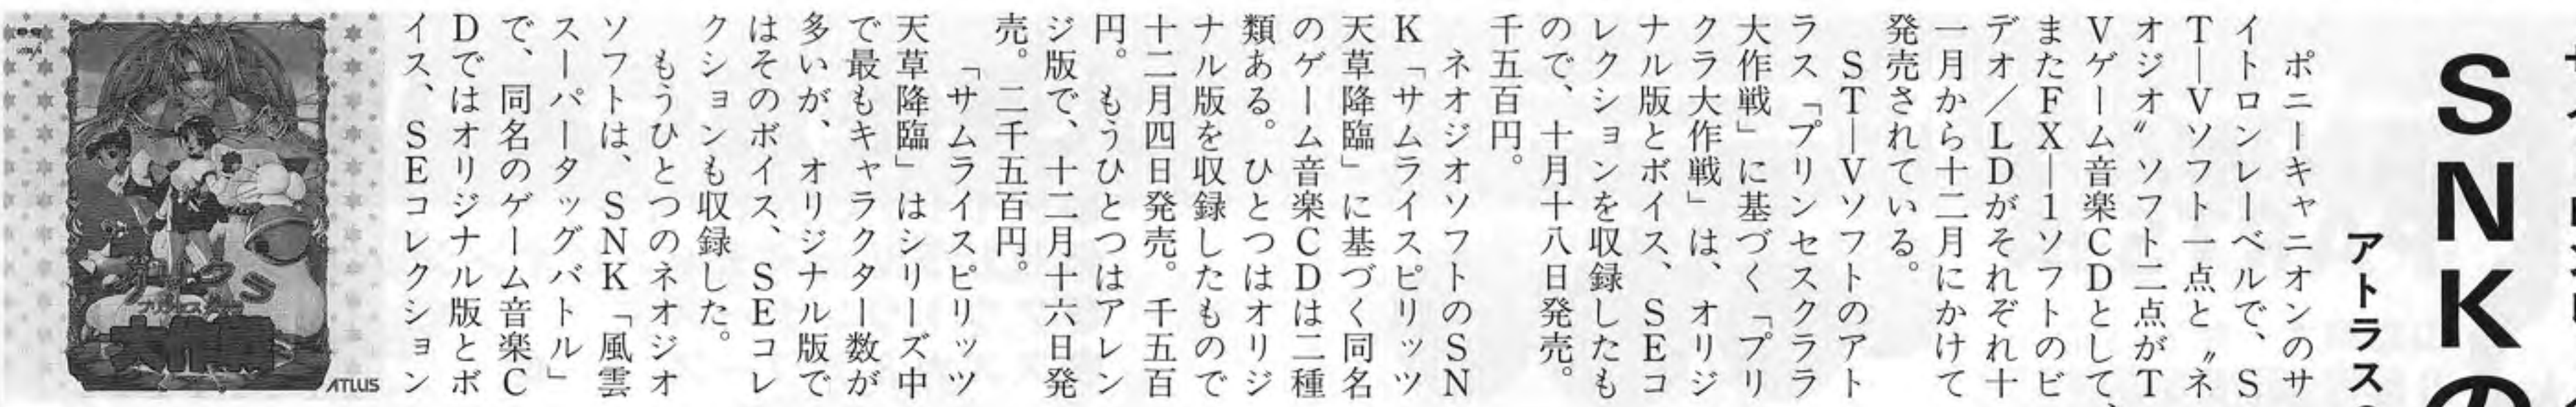 SNKの
アトラス
ポニーキャニオンのサ
イトロンレーベルで、S
T―Vソフト一点と〝ネ
オジオ〟ソフト二点がT
Vゲーム音楽CDとして、
またFX―1ソフトのビ
デオ/LDがそれぞれ十
一月から十二月にかけて
発売されている。
ST―Vソフトのアト
ラス「プリンセスクララ
大作戦」に基づく「プリ
クラ大作戦」は、オリジ
ナル版とボイス、SEコ
レクションを収録したも
ので、十月十八日発売。
千五百円。
ネオジオソフトのSN
K「サムライスピリッツ
天草降臨」に基づく同名
のゲーム音楽CDは二種
類ある。ひとつはオリジ
ナル版を収録したもので
十二月四日発売。千五百
円。もうひとつはアレン
ジ版で、十二月十六日発
売。二千五百円。
「サムライスピリッツ
天草降臨」はシリーズ中
で最もキャラクター数が
多いが、オリジナル版で
はそのボイス、SEコレ
クションも収録した。
もうひとつのネオジオ
ソフトは、SNK「風雲
スーパータッグバトル」
で、同名のゲーム音楽C
Dではオリジナル版とボ
イス、SEコレクション
プリクラ
大作戦
ATLUS